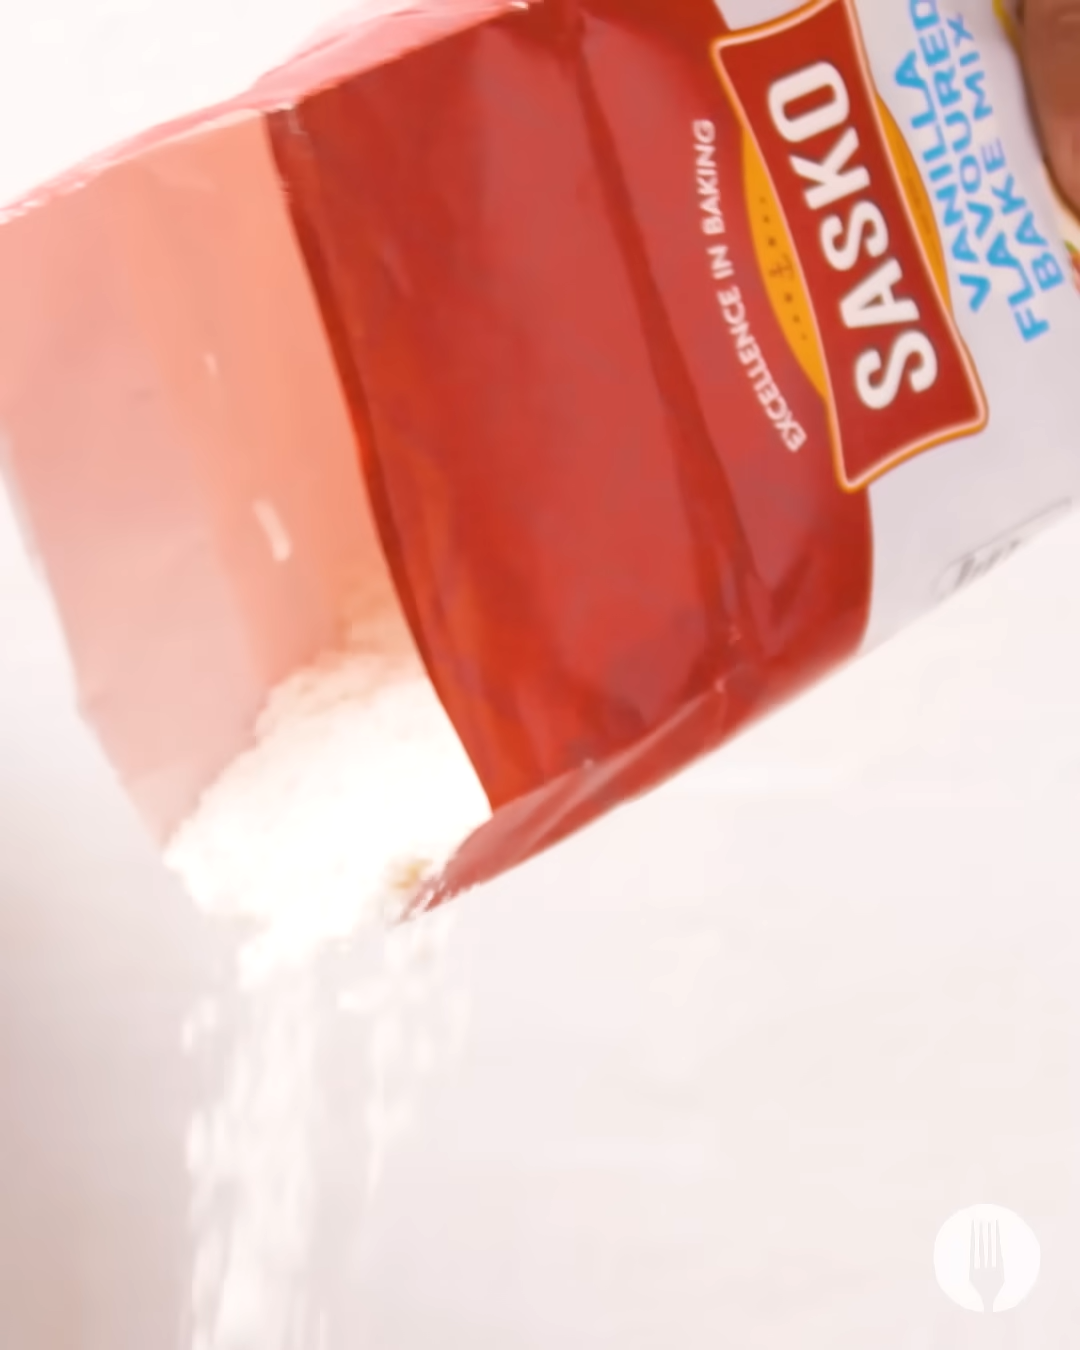 EXCELLENCE IN BAKING
SASKO
VANILLA
FLAVOURED
BAKE MIX